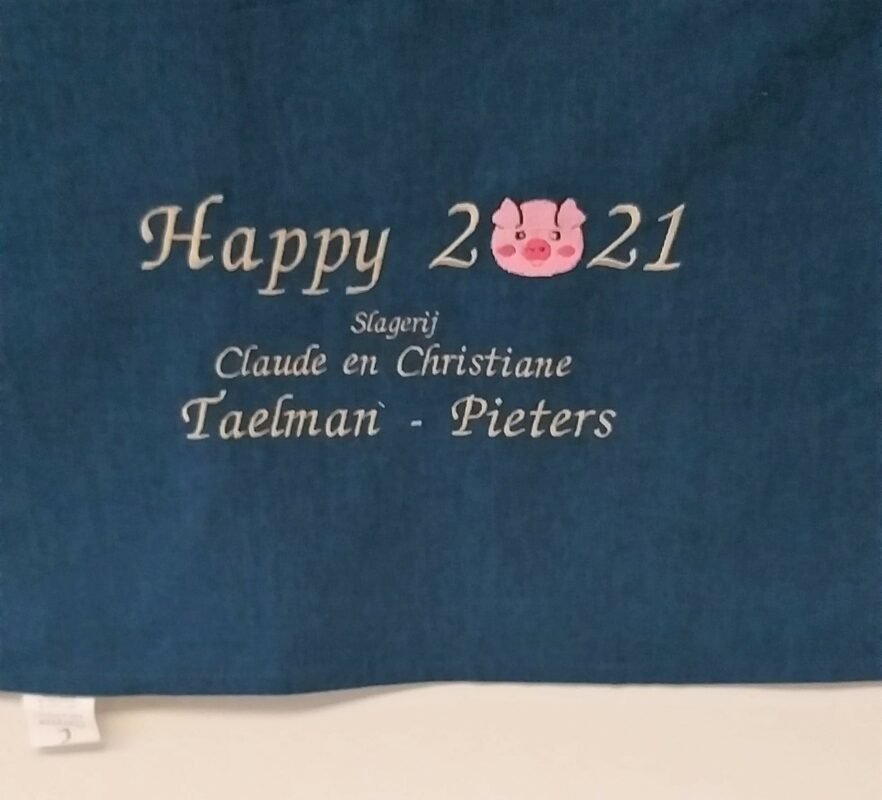 Happy 2021
Slagerij
Claude en Christiane
Taelman - Pieters